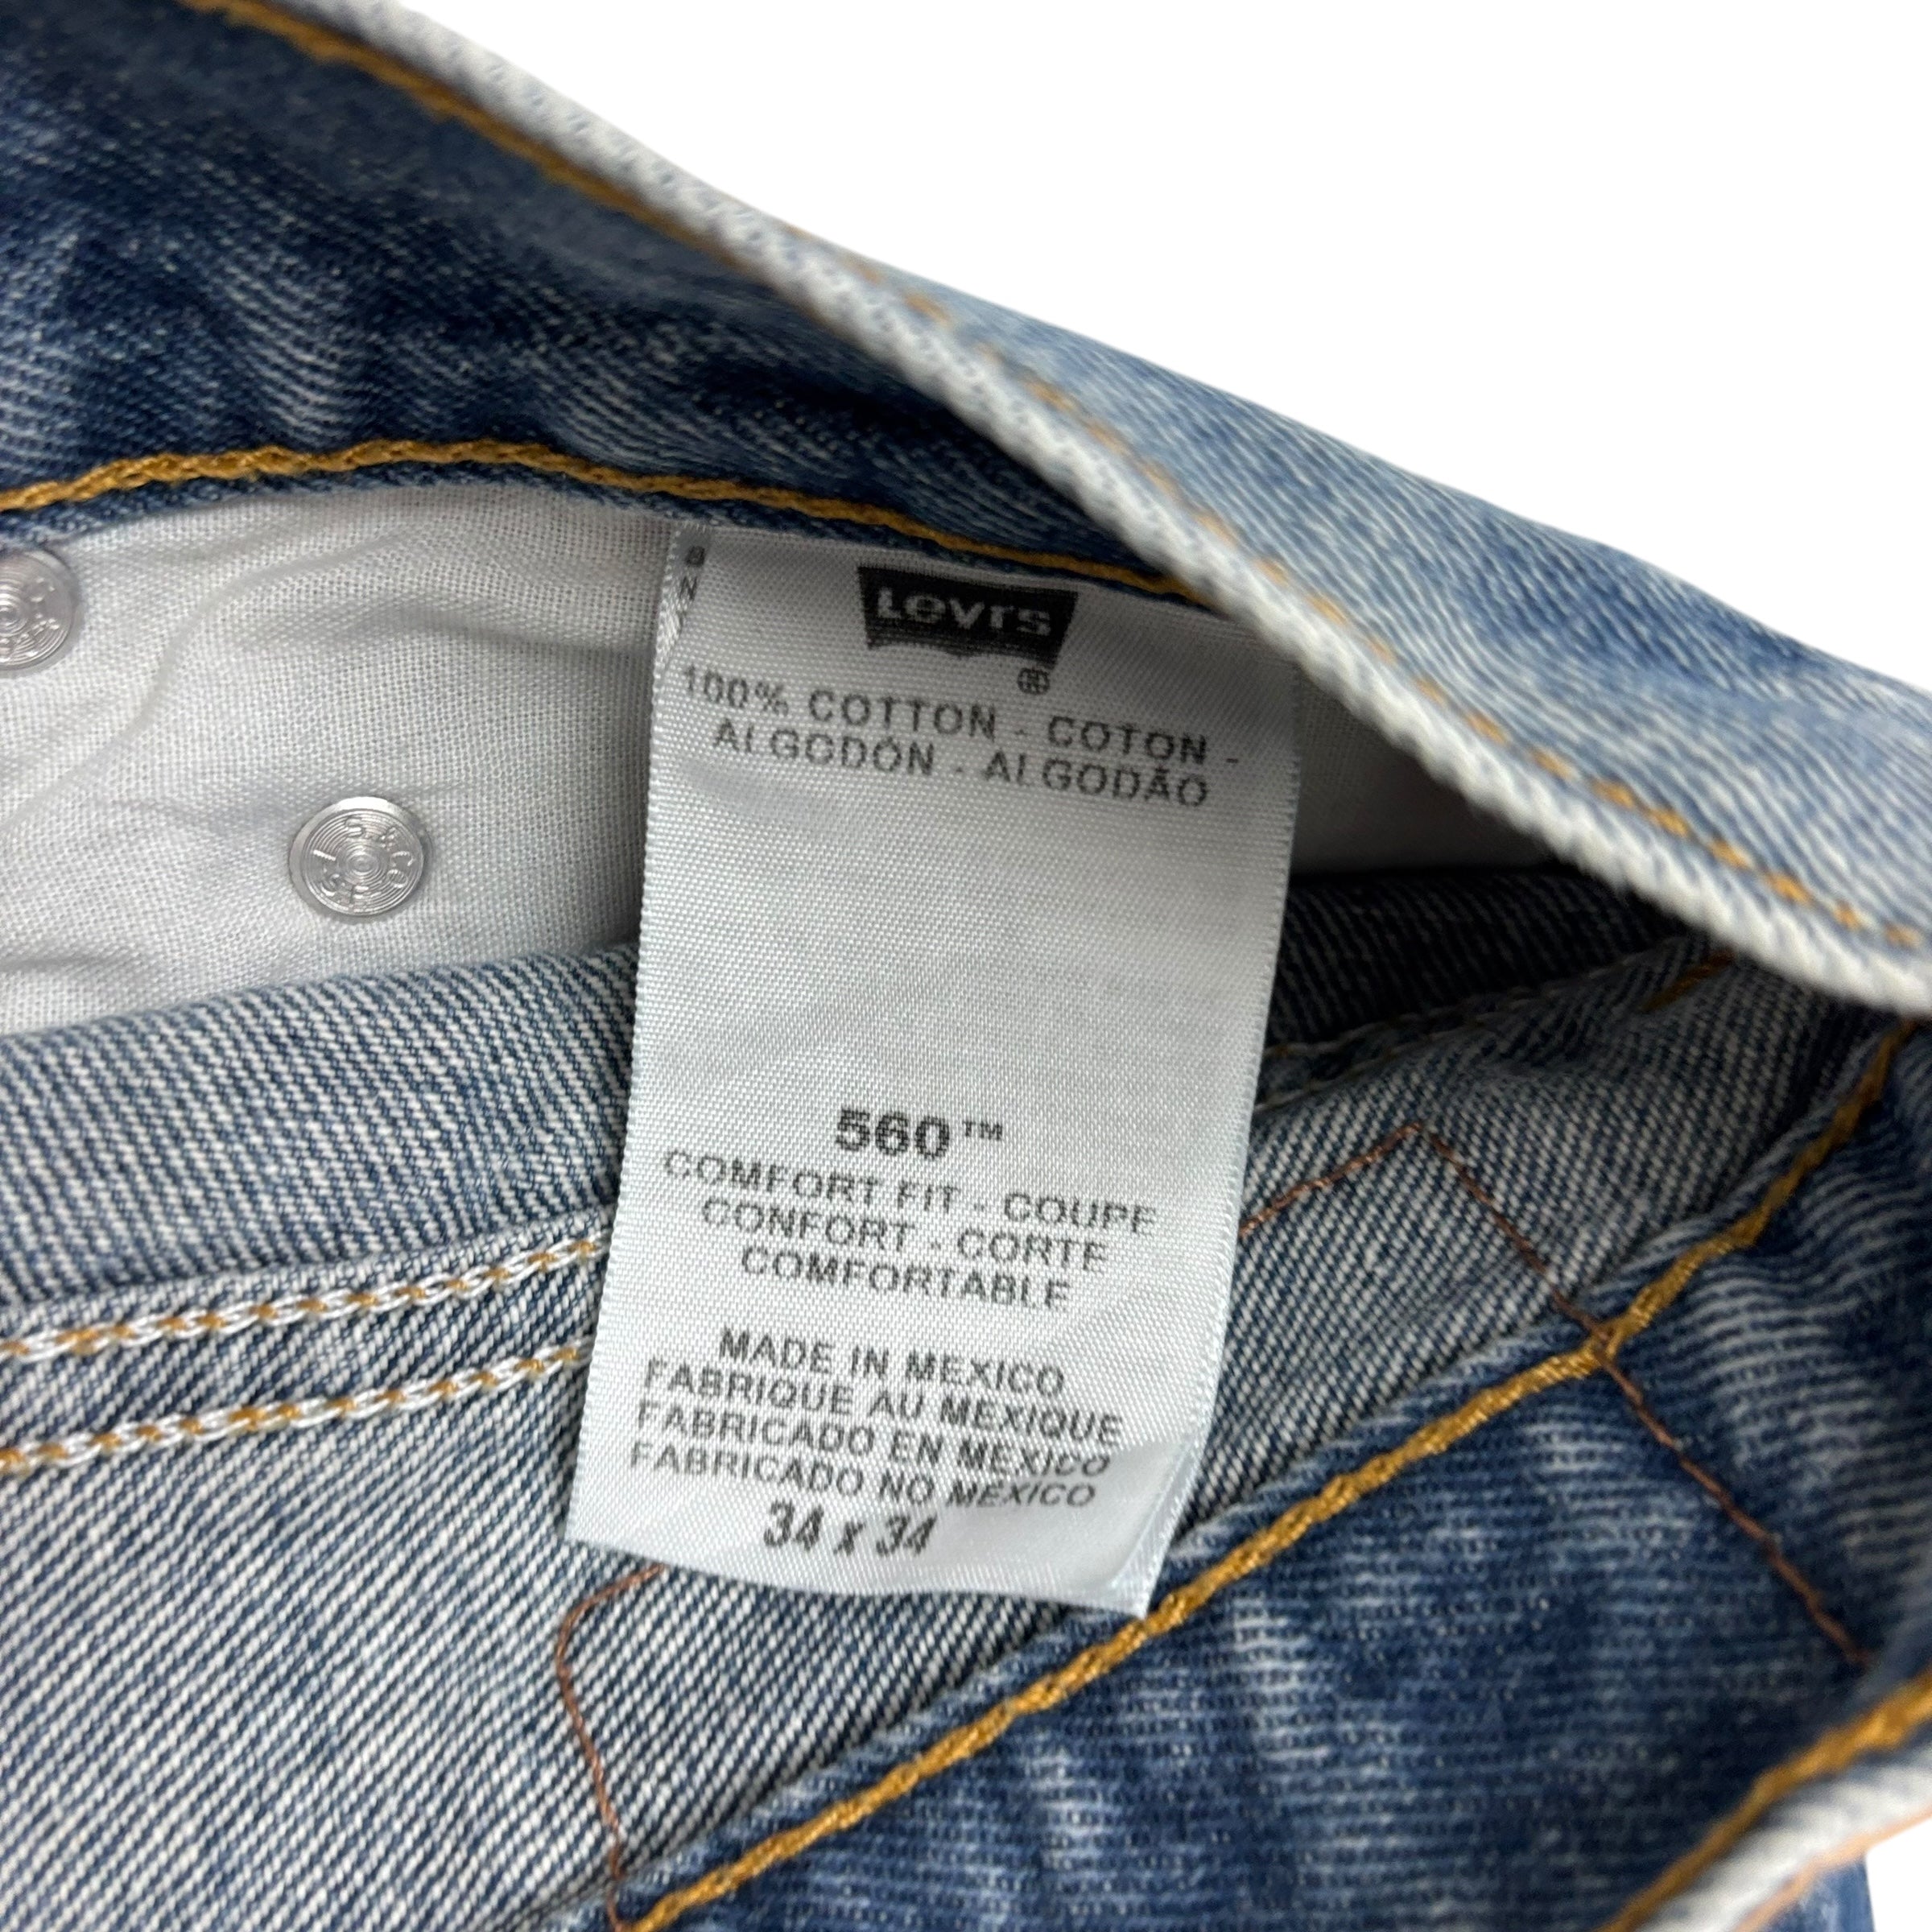 Levi's
®
100% COTTON - COTON -
ALGODÓN - ALGODÃO
560™
COMFORT FIT - COUPE
CONFORT - CORTE
COMFORTABLE
MADE IN MEXICO
FABRIQUE AU MEXIQUE
FABRICADO EN MEXICO
FABRICADO NO MEXICO
34 x 34